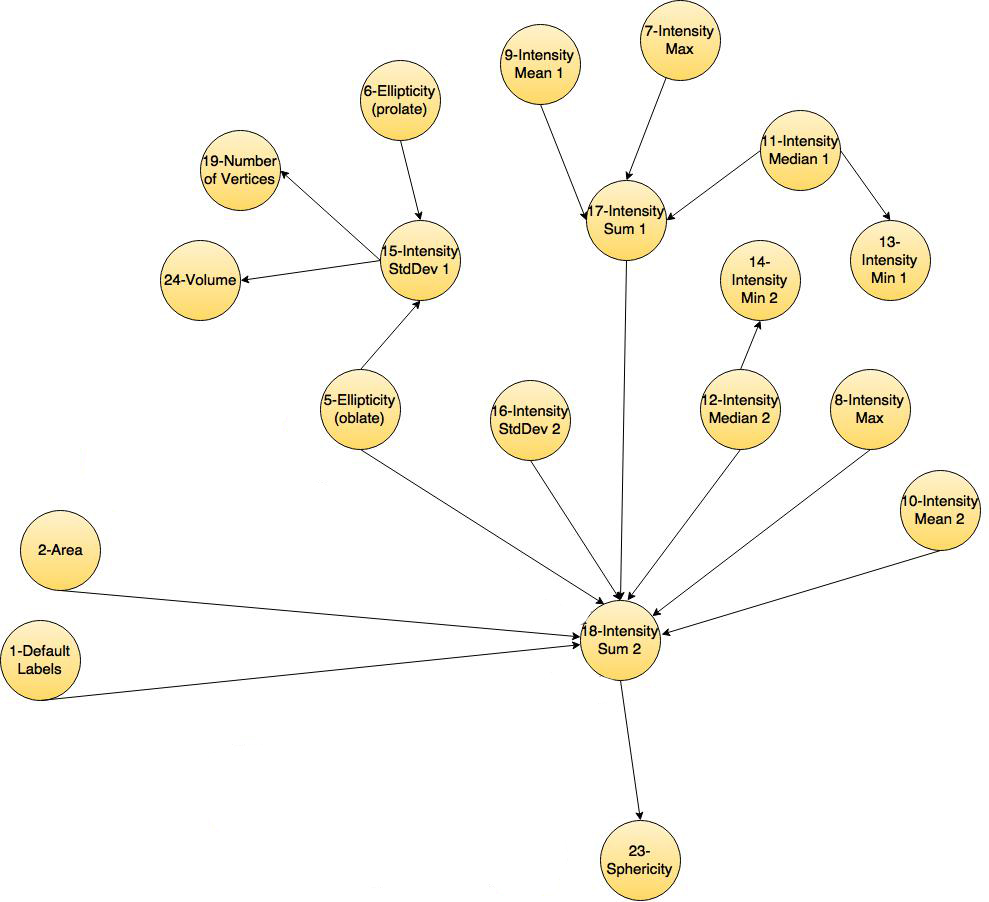 7-Intensity
Max
9-Intensity
Mean 1
6-Ellipticity
(prolate)
11-Intensity
Median 1
19-Number
of Vertices
17-Intensity
Sum 1
15-Intensity
StdDev 1
13-
Intensity
Min 1
14-
Intensity
Min 2
24-Volume
5-Ellipticity
(oblate)
16-Intensity
StdDev 2
12-Intensity
Median 2
8-Intensity
Max
10-Intensity
Mean 2
2-Area
18-Intensity
Sum 2
1-Default
Labels
23-
Sphericity